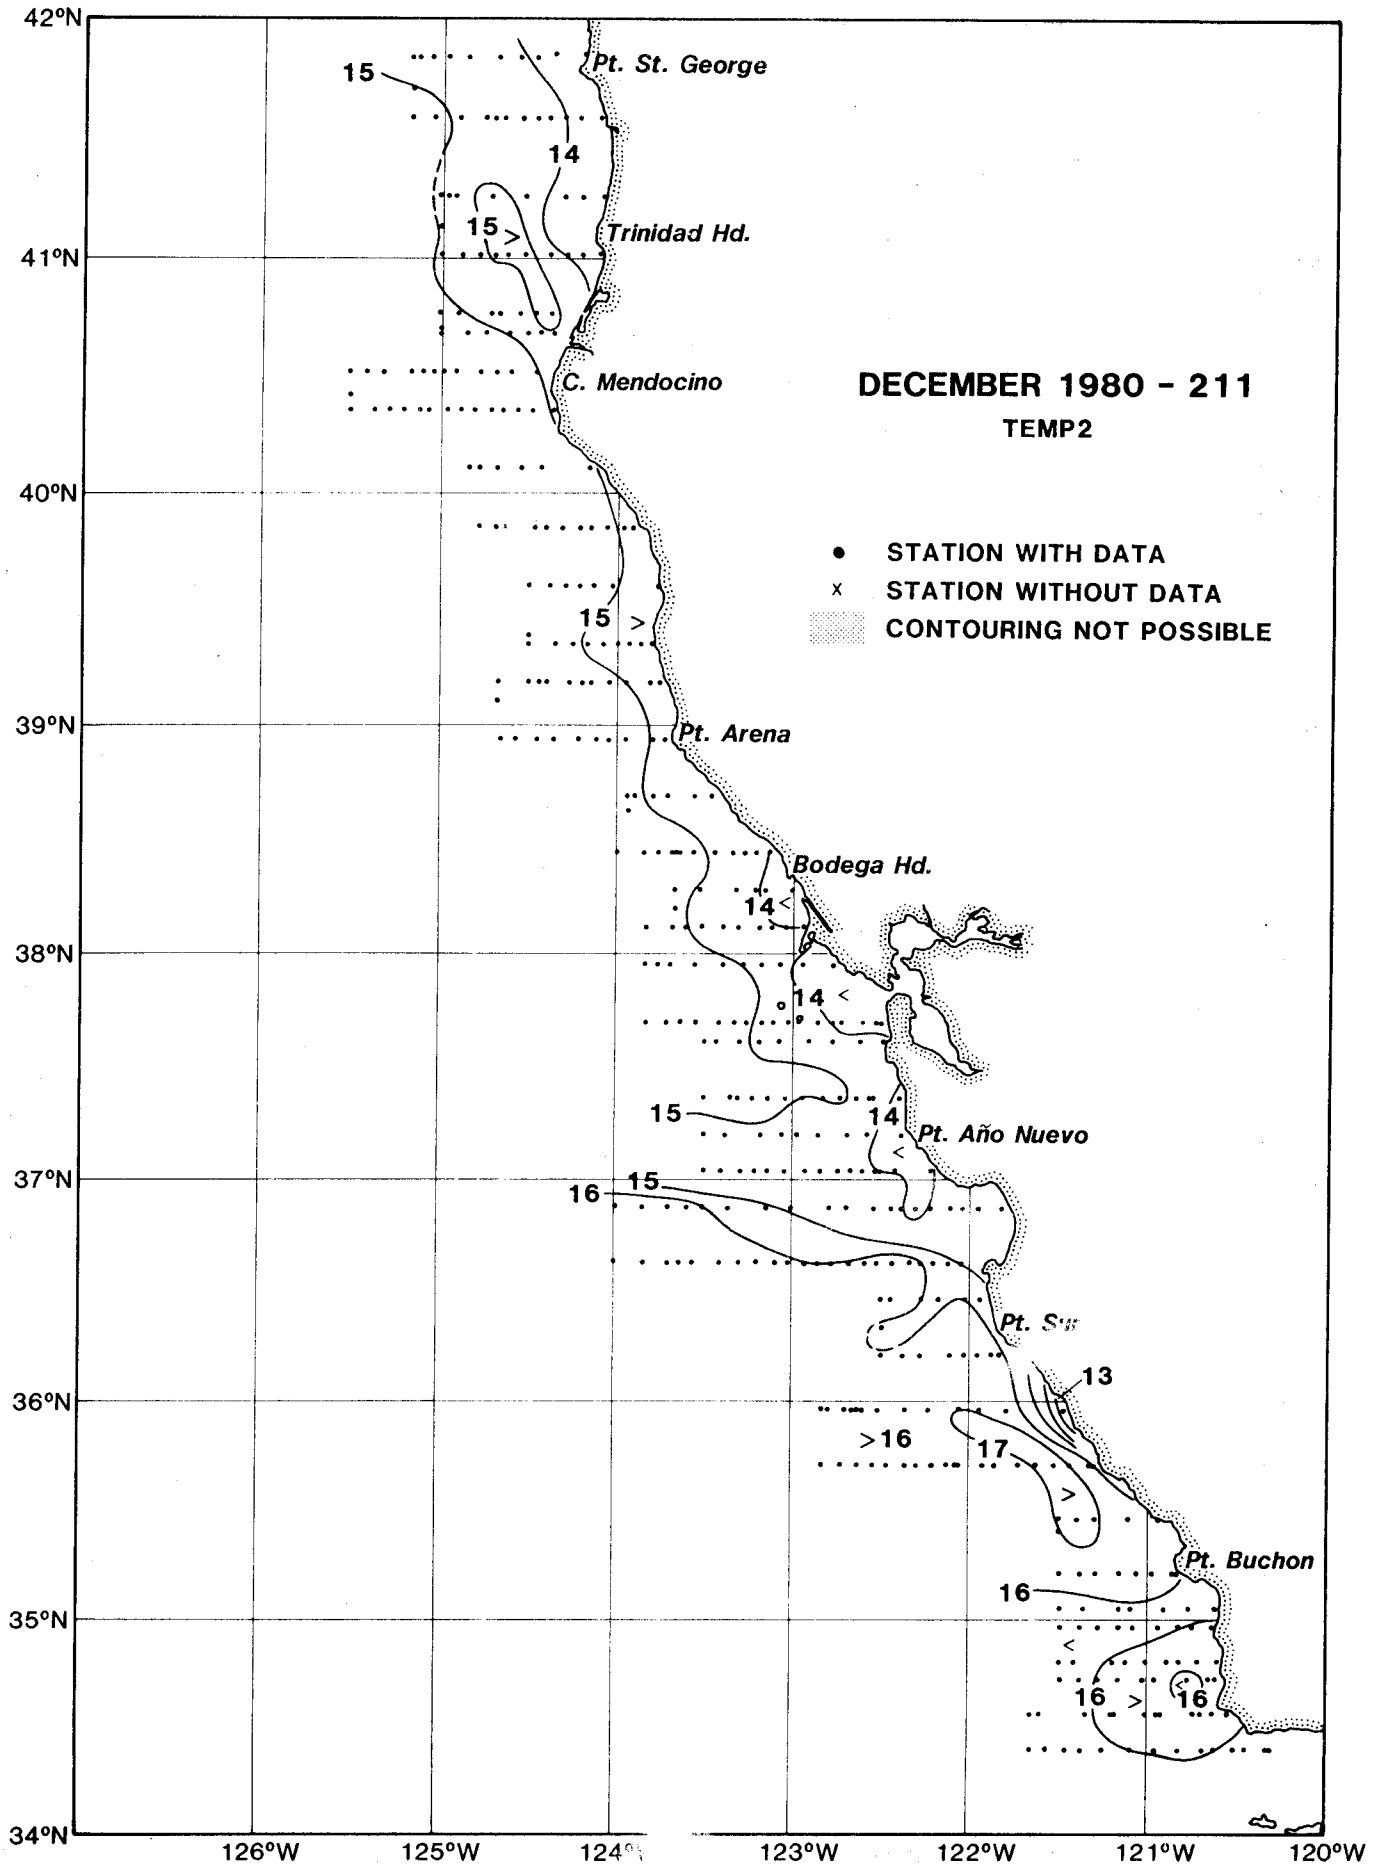 42°N
Pt. St. George
15
14
15 >
Trinidad Hd.
41°N
C. Mendocino
DECEMBER 1980 - 211
TEMP2
40°N
● STATION WITH DATA
x STATION WITHOUT DATA
CONTOURING NOT POSSIBLE
15 >
39°N
Pt. Arena
Bodega Hd.
14 <
38°N
14 <
15
14
Pt. Año Nuevo
<
37°N
16
15
Pt. Sur
13
36°N
>16
17
>
Pt. Buchon
16
35°N
<
16 >
<16
34°N
126°W
125°W
124°
123°W
122°W
121°W
120°W